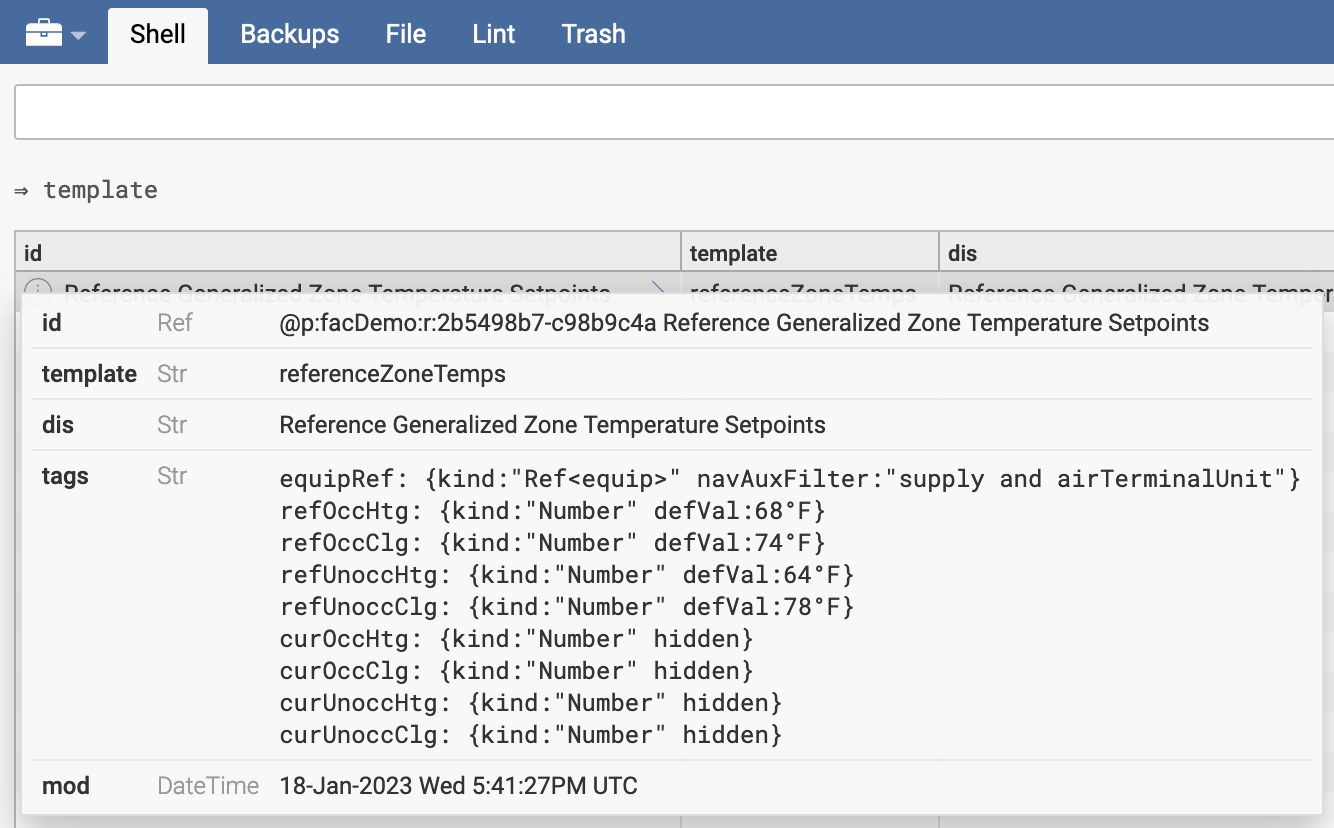 Shell Backups File Lint Trash
⇒ template
id template dis
Reference Generalized Zone Temperature Setpoints referenceZoneTemps Reference Generalized Zone Temper
id Ref @p:facDemo:r:2b5498b7-c98b9c4a Reference Generalized Zone Temperature Setpoints
template Str referenceZoneTemps
dis Str Reference Generalized Zone Temperature Setpoints
tags Str equipRef: {kind:"Ref<equip>" navAuxFilter:"supply and airTerminalUnit"}
refOccHtg: {kind:"Number" defVal:68°F}
refOccClg: {kind:"Number" defVal:74°F}
refUnoccHtg: {kind:"Number" defVal:64°F}
refUnoccClg: {kind:"Number" defVal:78°F}
curOccHtg: {kind:"Number" hidden}
curOccClg: {kind:"Number" hidden}
curUnoccHtg: {kind:"Number" hidden}
curUnoccClg: {kind:"Number" hidden}
mod DateTime 18-Jan-2023 Wed 5:41:27PM UTC